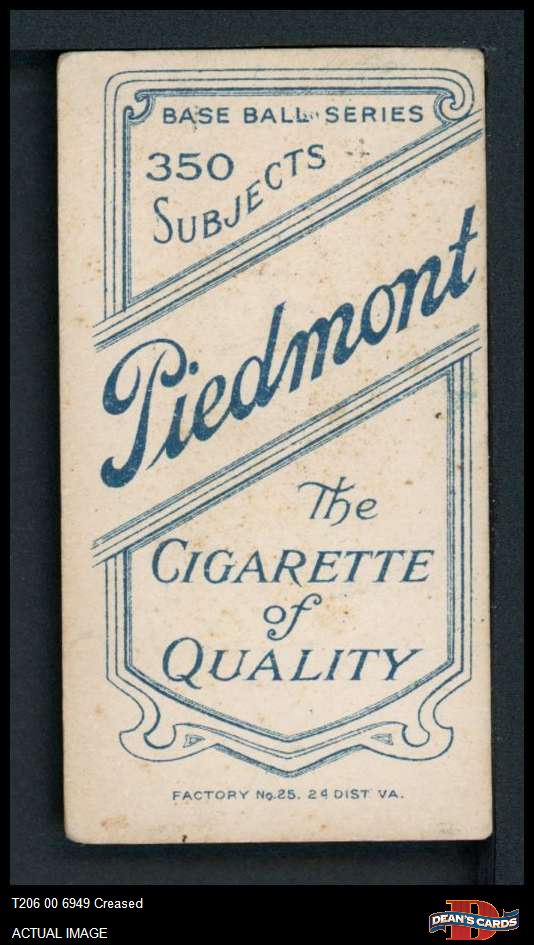 BASE BALL SERIES
350
SUBJECTS
Piedmont
The
CIGARETTE
of
QUALITY
FACTORY No. 25. 2d DIST. VA.
T206 00 6949 Creased
ACTUAL IMAGE
D
DEAN'S CARDS